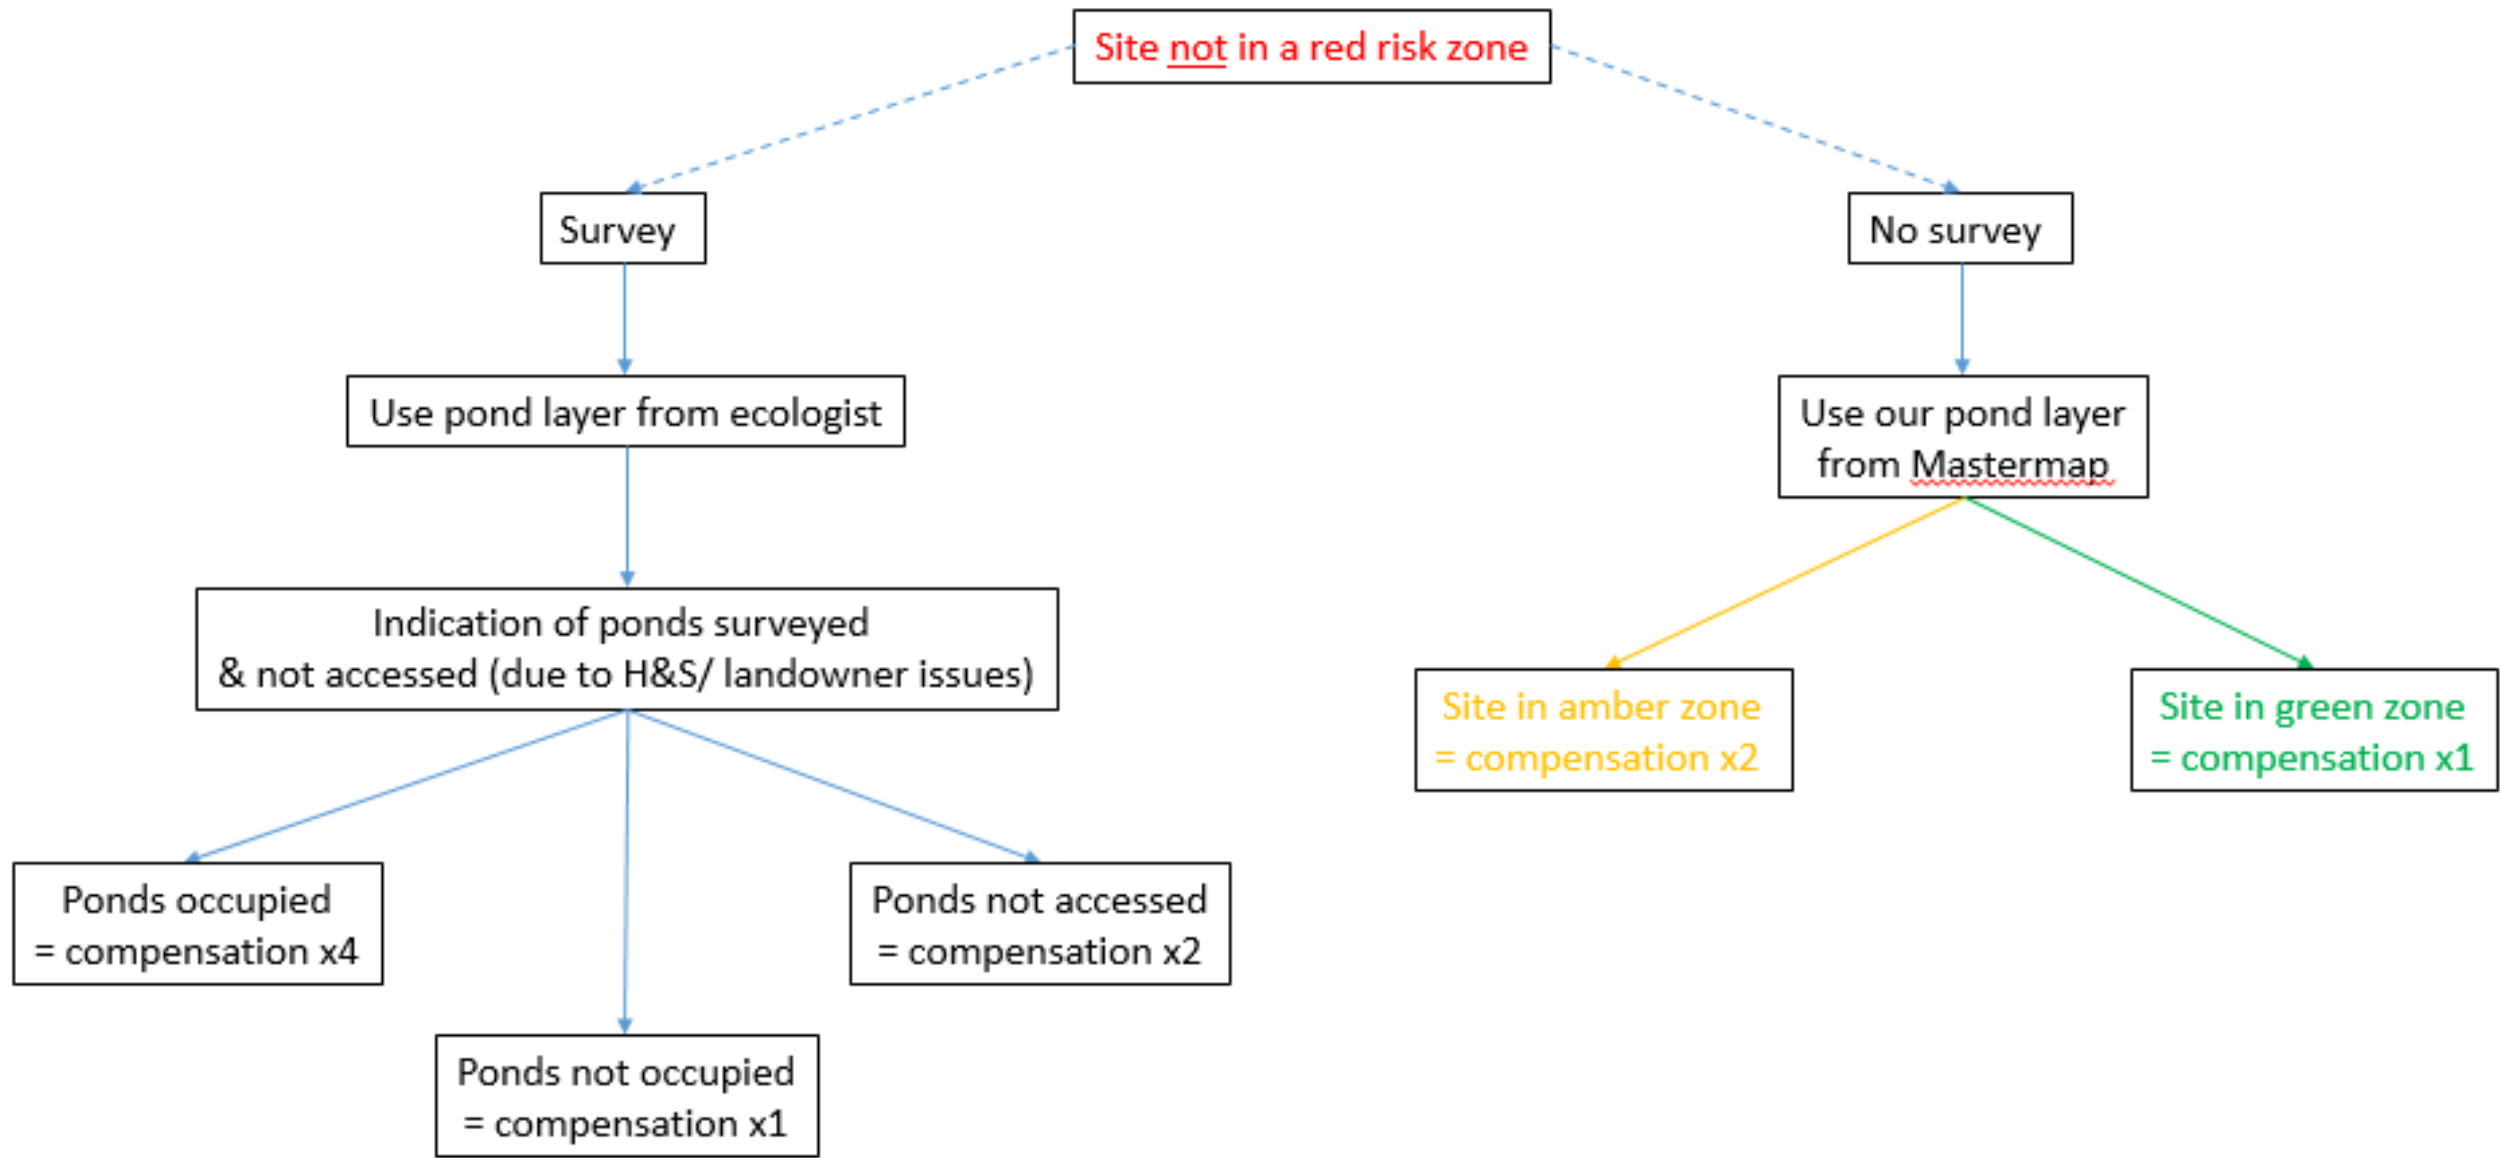 Site not in a red risk zone
Survey
No survey
Use pond layer from ecologist
Use our pond layer
from Mastermap
Indication of ponds surveyed
& not accessed (due to H&S/ landowner issues)
Site in amber zone
= compensation x2
Site in green zone
= compensation x1
Ponds occupied
= compensation x4
Ponds not accessed
= compensation x2
Ponds not occupied
= compensation x1